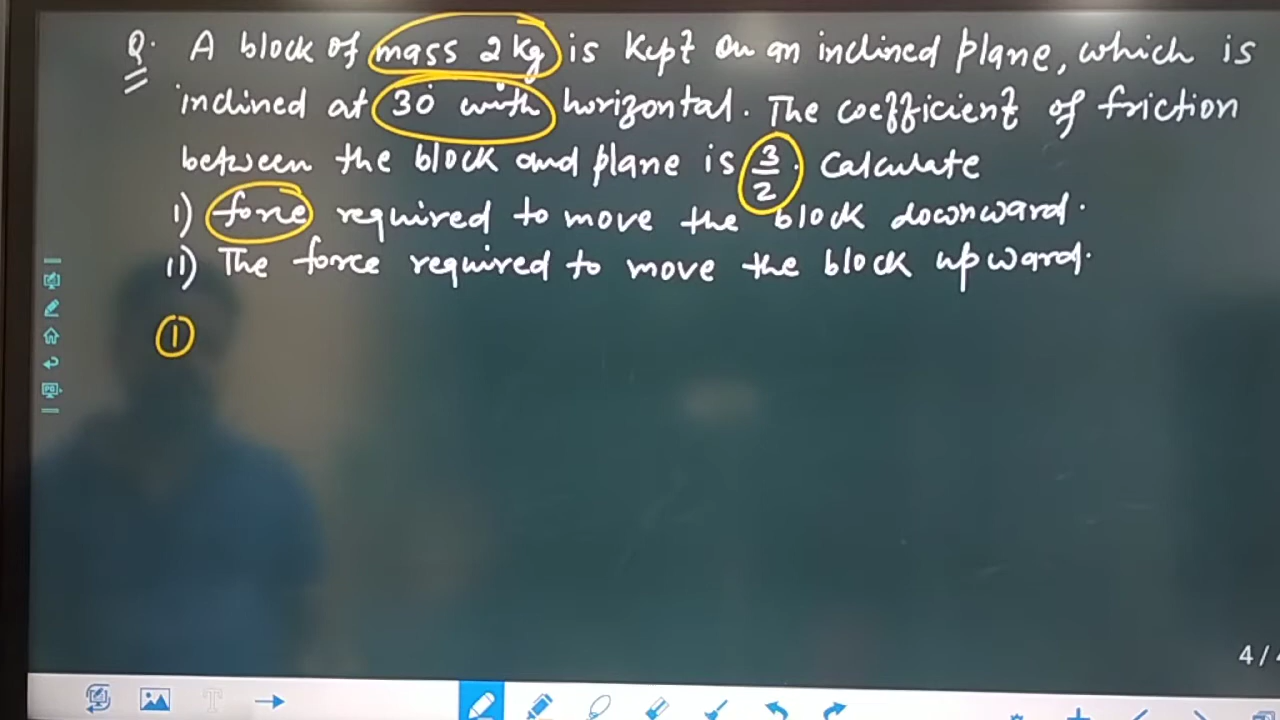 Q. A block of mass 2 kg is kept on an inclined plane, which is
inclined at 30° with horizontal. The coefficient of friction
between the block and plane is 3/2. Calculate
i) force required to move the block downward.
ii) The force required to move the block upward.
①
4/